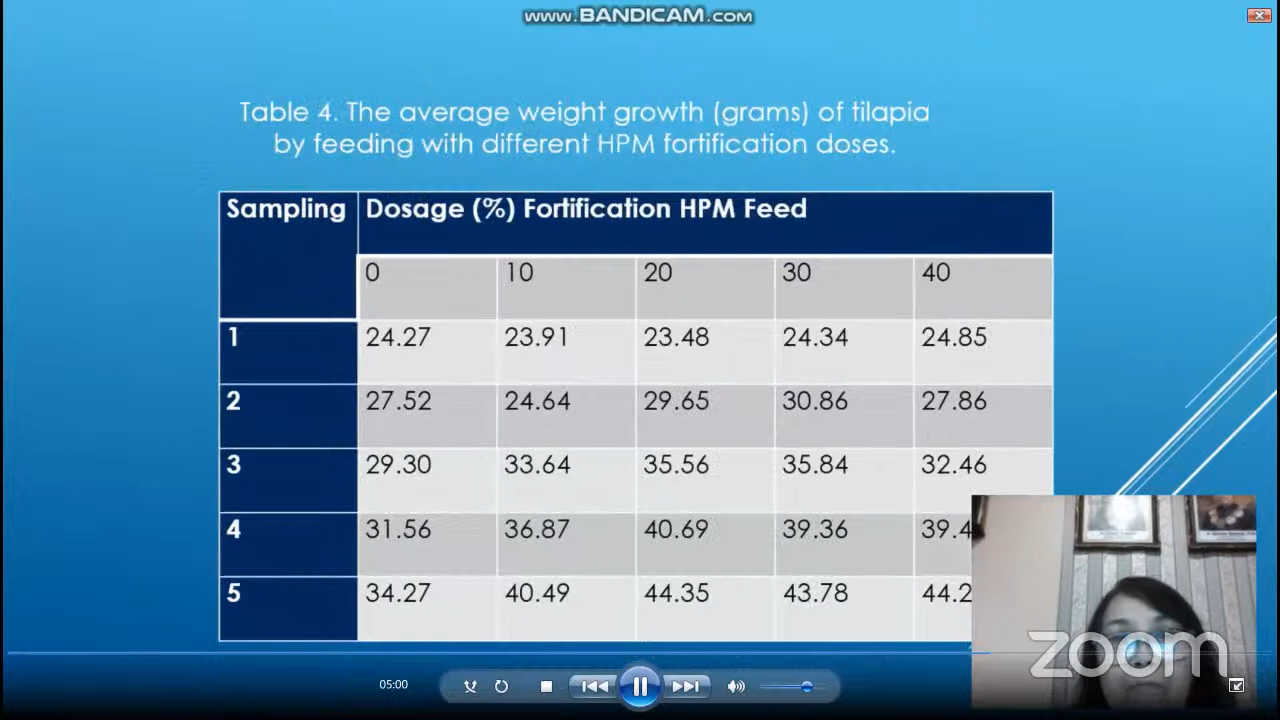 www.BANDICAM.com
Table 4. The average weight growth (grams) of tilapia
by feeding with different HPM fortification doses.
Sampling Dosage (%) Fortification HPM Feed
0 10 20 30 40
1 24.27 23.91 23.48 24.34 24.85
2 27.52 24.64 29.65 30.86 27.86
3 29.30 33.64 35.56 35.84 32.46
4 31.56 36.87 40.69 39.36
5 34.27 40.49 44.35 43.78
zoom
05:00